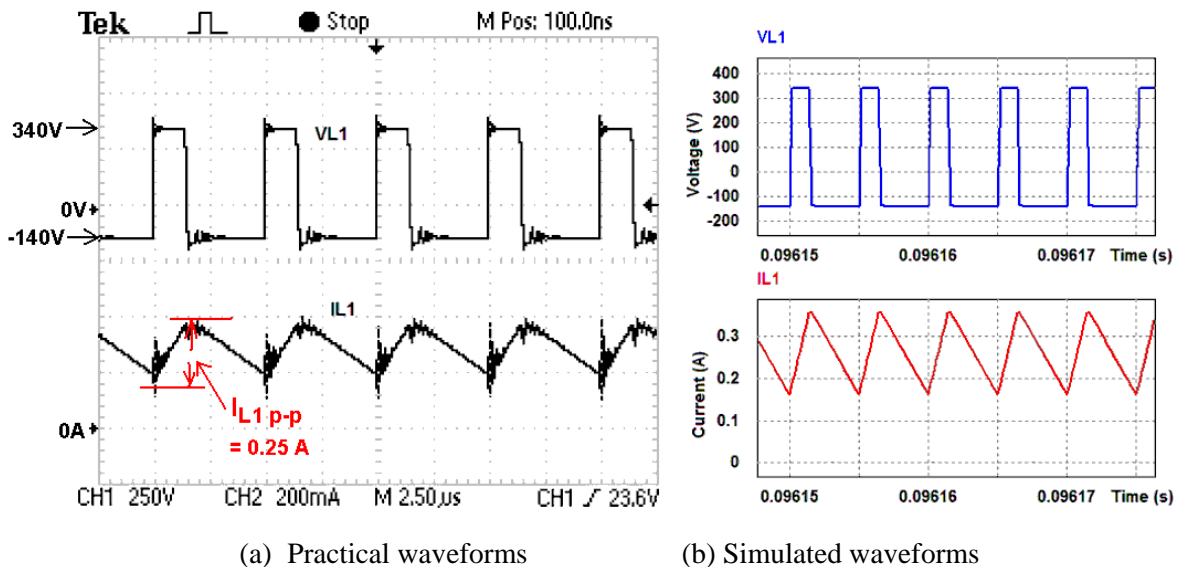 Tek Stop M Pos: 100.0ns
340V
VL1
0V
-140V
IL1
I L1 p-p
= 0.25 A
0A
CH1 250V CH2 200mA M 2.50µs CH1 23.6V
VL1
400
300
200
100
0
-100
-200
Voltage (V)
0.09615 0.09616 0.09617 Time (s)
IL1
0.3
0.2
0.1
0
Current (A)
0.09615 0.09616 0.09617 Time (s)
(a) Practical waveforms (b) Simulated waveforms